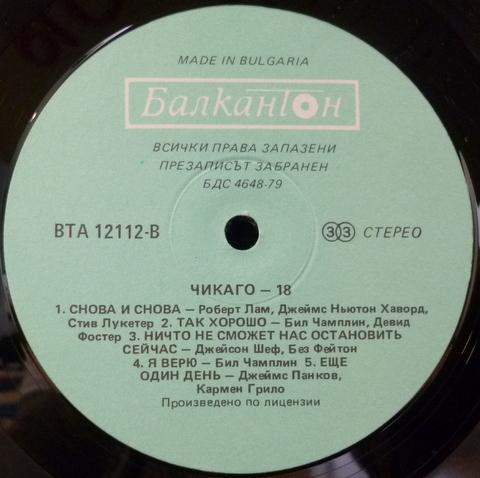 MADE IN BULGARIA
Балкантон
ВСИЧКИ ПРАВА ЗАПАЗЕНИ
ПРЕЗАПИСЪТ ЗАБРАНЕН
БДС 4648-79
ВТА 12112-В
33 СТЕРЕО
ЧИКАГО – 18
1. СНОВА И СНОВА – Роберт Лам, Джеймс Ньютон Хаворд,
Стив Лукетер 2. ТАК ХОРОШО – Бил Чамплин, Девид
Фостер 3. НИЧТО НЕ СМОЖЕТ НАС ОСТАНОВИТЬ
СЕЙЧАС – Джейсон Шеф, Без Фейтон
4. Я ВЕРЮ – Бил Чамплин 5. ЕЩЕ
ОДИН ДЕНЬ – Джеймс Панков,
Кармен Грило
Произведено по лицензии